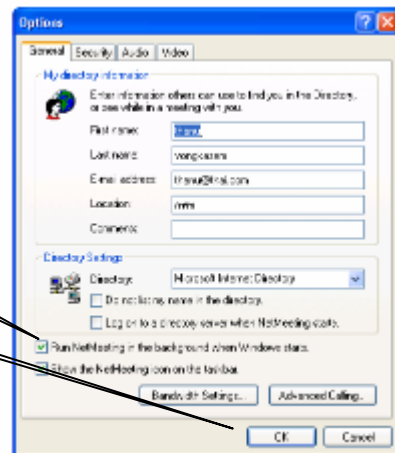 Options
General Security Audio Video
My directory information
Enter information others can use to find you in the Directory,
or see while in a meeting with you.
First name: thanu
Last name: vongkasem
E-mail address:
Location:
Comments:
Directory Settings
Directory: Microsoft Internet Directory
Do not list my name in the directory.
Log on to a directory server when NetMeeting starts.
Run NetMeeting in the background when Windows starts.
Show the NetMeeting icon on the taskbar.
Bandwidth Settings... Advanced Calling...
OK Cancel